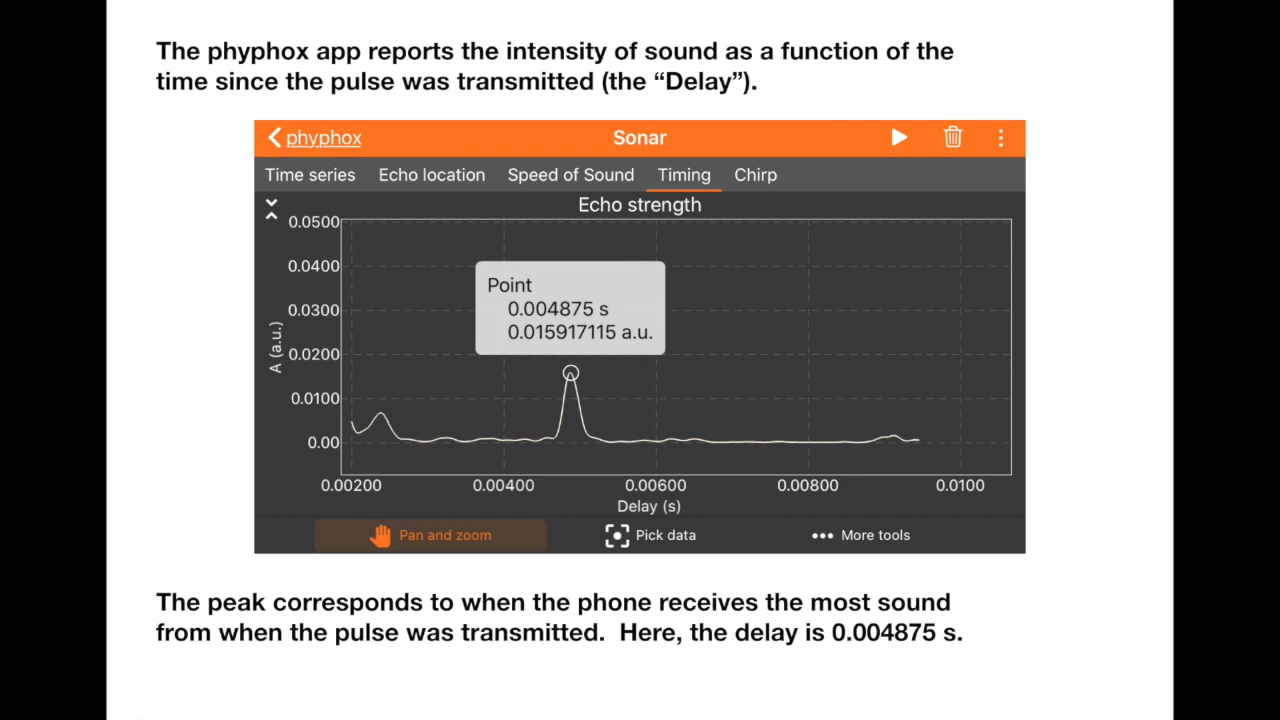 The phyphox app reports the intensity of sound as a function of the
time since the pulse was transmitted (the “Delay”).
phyphox
Sonar
Time series Echo location Speed of Sound Timing Chirp
Echo strength
0.0500
0.0400
0.0300
0.0200
0.0100
0.00
A (a.u.)
Point
0.004875 s
0.015917115 a.u.
0.00200 0.00400 0.00600 0.00800 0.0100
Delay (s)
Pan and zoom Pick data More tools
The peak corresponds to when the phone receives the most sound
from when the pulse was transmitted. Here, the delay is 0.004875 s.